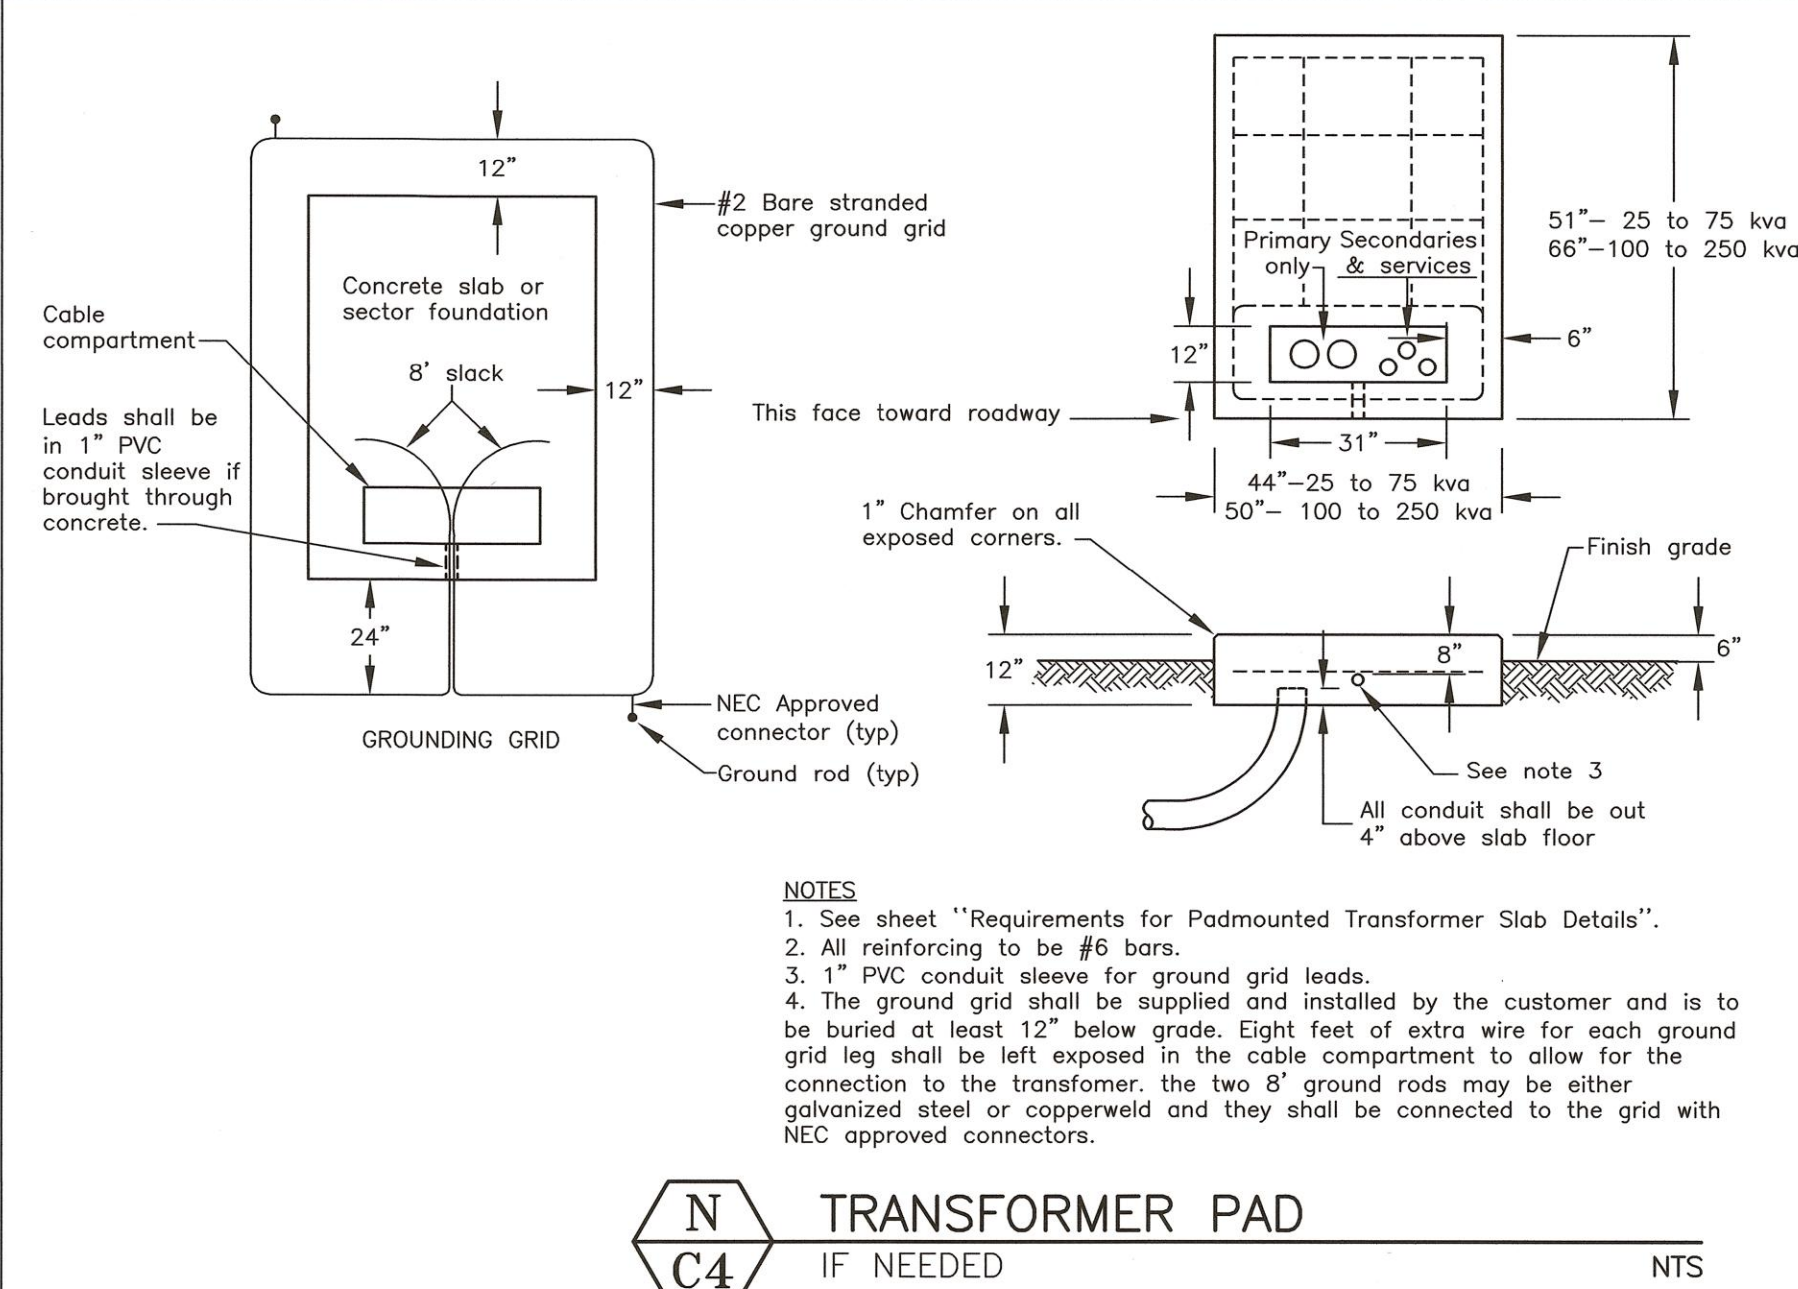 12”
#2 Bare stranded
copper ground grid
Concrete slab or
sector foundation
Cable
compartment
8’ slack
12”
Leads shall be
in 1” PVC
conduit sleeve if
brought through
concrete.
24”
GROUNDING GRID
NEC Approved
connector (typ)
Ground rod (typ)
51”– 25 to 75 kva
66”–100 to 250 kva
Primary Secondaries
only & services
12”
6”
This face toward roadway
31”
44”–25 to 75 kva
50”– 100 to 250 kva
1” Chamfer on all
exposed corners.
Finish grade
12”
8”
6”
See note 3
All conduit shall be out
4” above slab floor
NOTES
1. See sheet ‘‘Requirements for Padmounted Transformer Slab Details’’.
2. All reinforcing to be #6 bars.
3. 1” PVC conduit sleeve for ground grid leads.
4. The ground grid shall be supplied and installed by the customer and is to
be buried at least 12” below grade. Eight feet of extra wire for each ground
grid leg shall be left exposed in the cable compartment to allow for the
connection to the transfomer. the two 8’ ground rods may be either
galvanized steel or copperweld and they shall be connected to the grid with
NEC approved connectors.
N
C4
TRANSFORMER PAD
IF NEEDED
NTS